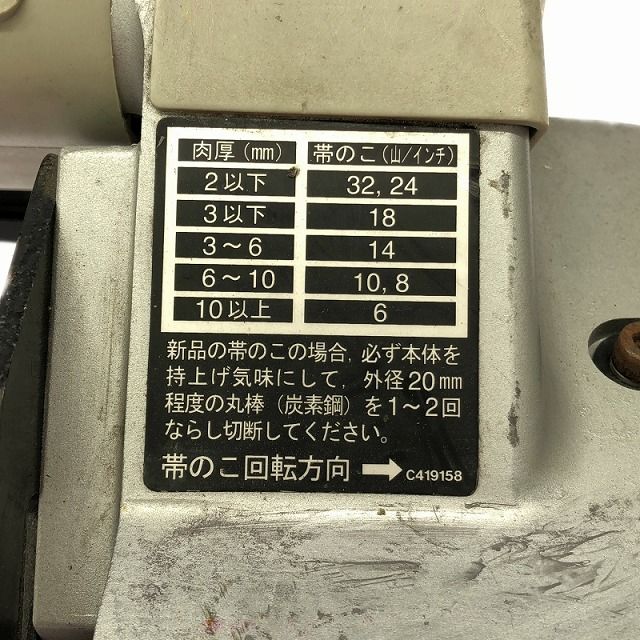 肉厚(mm) 帯のこ(山/インチ)
2以下 32, 24
3以下 18
3～6 14
6～10 10, 8
10以上 6
新品の帯のこの場合, 必ず本体を
持上げ気味にして, 外径20mm
程度の丸棒（炭素鋼）を1～2回
ならし切断してください。
帯のこ回転方向 → C419158